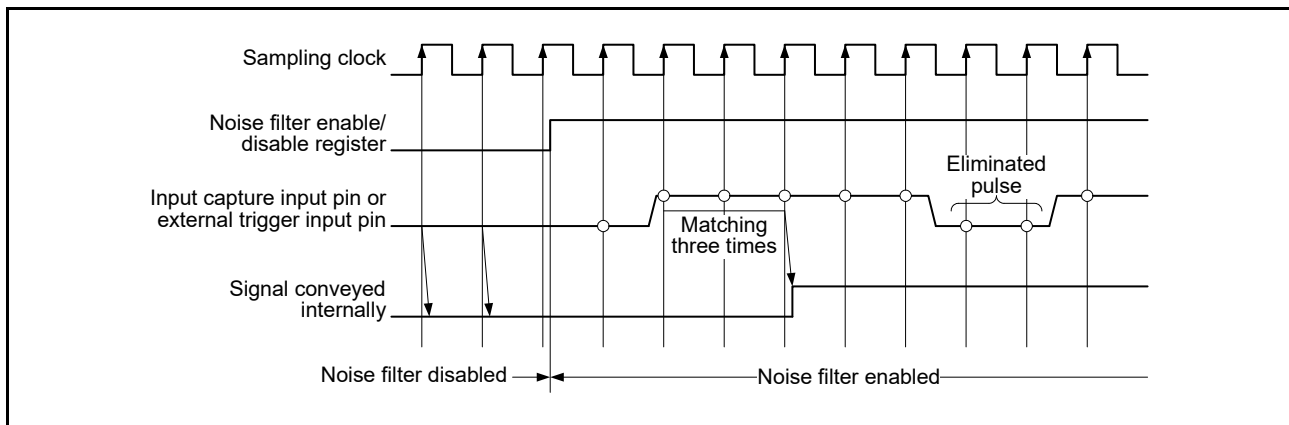 Sampling clock
Noise filter enable/
disable register
Eliminated
pulse
Input capture input pin or
external trigger input pin
Matching
three times
Signal conveyed
internally
Noise filter disabled
Noise filter enabled